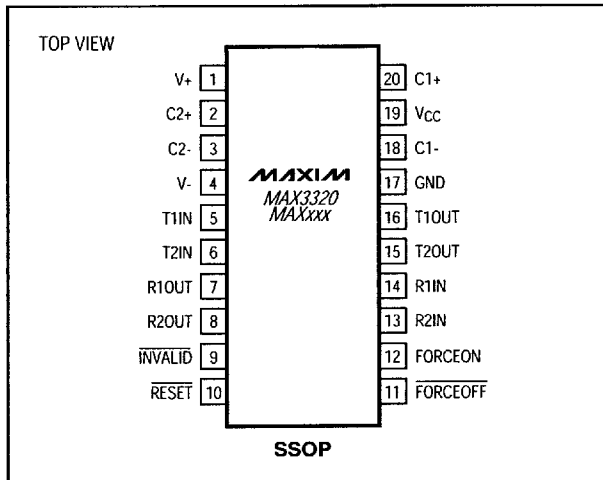 TOP VIEW
V+ 1
C2+ 2
C2- 3
V- 4
T1IN 5
T2IN 6
R1OUT 7
R2OUT 8
INVALID 9
RESET 10
MAXIM
MAX3320
MAXxxx
20 C1+
19 VCC
18 C1-
17 GND
16 T1OUT
15 T2OUT
14 R1IN
13 R2IN
12 FORCEON
11 FORCEOFF
SSOP